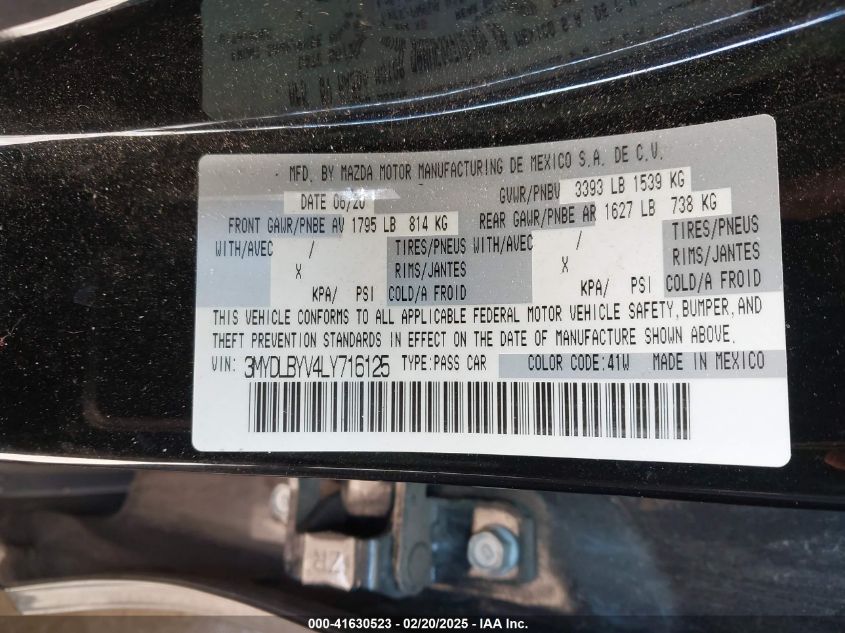 MFD. BY MAZDA MOTOR MANUFACTURING DE MEXICO S.A. DE C.V.
DATE 06/20 GVWR/PNBV 3393 LB 1539 KG
FRONT GAWR/PNBE AV 1795 LB 814 KG REAR GAWR/PNBE AR 1627 LB 738 KG
WITH/AVEC / TIRES/PNEUS WITH/AVEC / TIRES/PNEUS
X RIMS/JANTES X RIMS/JANTES
KPA/ PSI COLD/A FROID KPA/ PSI COLD/A FROID
THIS VEHICLE CONFORMS TO ALL APPLICABLE FEDERAL MOTOR VEHICLE SAFETY, BUMPER, AND
THEFT PREVENTION STANDARDS IN EFFECT ON THE DATE OF MANUFACTURE SHOWN ABOVE.
VIN: 3MYDLBYV4LY716125 TYPE:PASS CAR COLOR CODE:41W MADE IN MEXICO
ZR
000-41630523 - 02/20/2025 - IAA Inc.